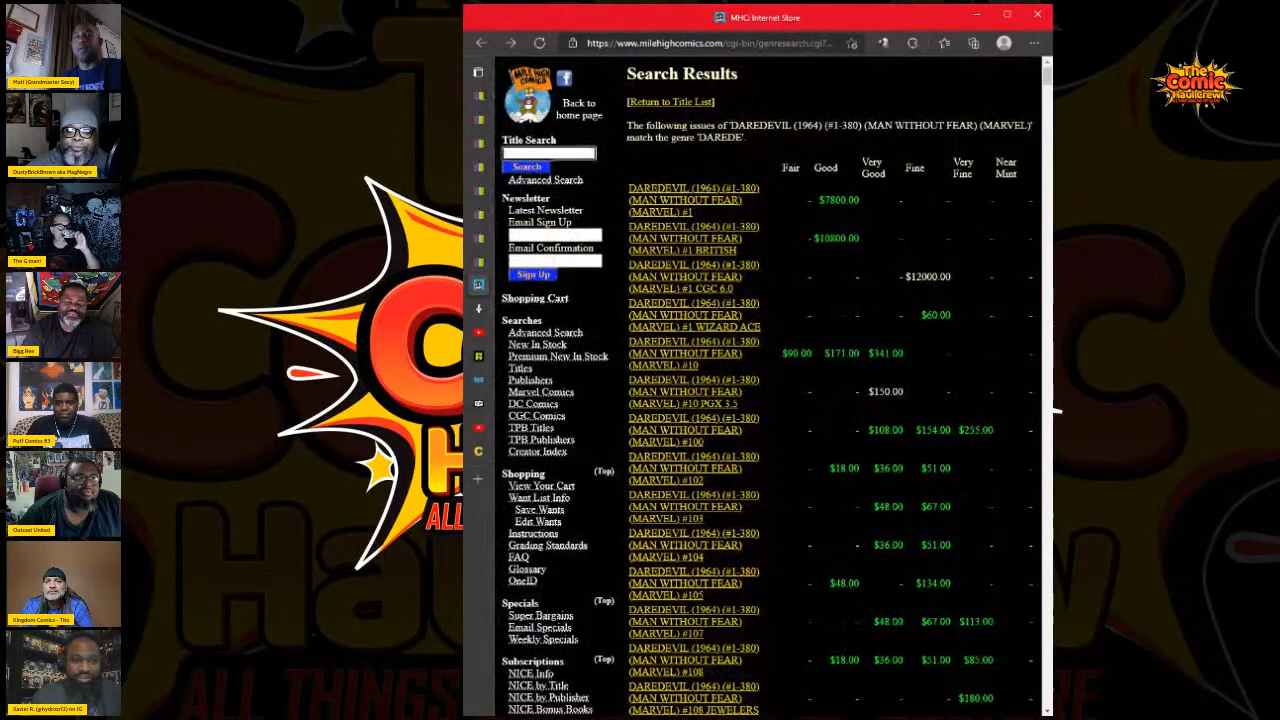 Matt (Grandmaster Sexy)
DustyBrickBrown aka MagNegro
The G man!
Bigg Ron
Puff Comics 83
Outcast United
Kingdom Comics - Tito
Xavier R. (@hydroxr13) on IG
MHC: Internet Store
https://www.milehighcomics.com/cgi-bin/genresearch.cgi?...
The Comic Haul Crew
MILE HIGH COMICS
Back to
home page
Title Search
Search
Advanced Search
Newsletter
Latest Newsletter
Email Sign Up
Email Confirmation
Sign Up
Shopping Cart
Searches
Advanced Search
New In Stock
Premium New In Stock
Titles
Publishers
Marvel Comics
DC Comics
CGC Comics
TPB Titles
TPB Publishers
Creator Index
Shopping (Top)
View Your Cart
Want List Info
Save Wants
Edit Wants
Instructions
Grading Standards
FAQ
Glossary
OneID
Specials (Top)
Super Bargains
Email Specials
Weekly Specials
Subscriptions (Top)
NICE Info
NICE by Title
NICE by Publisher
NICE Bonus Books
Search Results
[Return to Title List]
The following issues of 'DAREDEVIL (1964) (#1-380) (MAN WITHOUT FEAR) (MARVEL)'
match the genre 'DAREDE'.
Fair Good Very Good Fine Very Fine Near Mint
DAREDEVIL (1964) (#1-380)
(MAN WITHOUT FEAR) - $7800.00 - - - -
(MARVEL) #1
DAREDEVIL (1964) (#1-380)
(MAN WITHOUT FEAR) - $10800.00 - - - -
(MARVEL) #1 BRITISH
DAREDEVIL (1964) (#1-380)
(MAN WITHOUT FEAR) - - - $12000.00 - -
(MARVEL) #1 CGC 6.0
DAREDEVIL (1964) (#1-380)
(MAN WITHOUT FEAR) - - - $60.00 - -
(MARVEL) #1 WIZARD ACE
DAREDEVIL (1964) (#1-380)
(MAN WITHOUT FEAR) $90.00 $171.00 $341.00 - - -
(MARVEL) #10
DAREDEVIL (1964) (#1-380)
(MAN WITHOUT FEAR) - - $150.00 - - -
(MARVEL) #10 PGX 3.5
DAREDEVIL (1964) (#1-380)
(MAN WITHOUT FEAR) - - $108.00 $154.00 $255.00 -
(MARVEL) #100
DAREDEVIL (1964) (#1-380)
(MAN WITHOUT FEAR) - $18.00 $36.00 $51.00 - -
(MARVEL) #102
DAREDEVIL (1964) (#1-380)
(MAN WITHOUT FEAR) - - $48.00 $67.00 - -
(MARVEL) #103
DAREDEVIL (1964) (#1-380)
(MAN WITHOUT FEAR) - - $36.00 $51.00 - -
(MARVEL) #104
DAREDEVIL (1964) (#1-380)
(MAN WITHOUT FEAR) - $48.00 - $134.00 - -
(MARVEL) #105
DAREDEVIL (1964) (#1-380)
(MAN WITHOUT FEAR) - - $48.00 $67.00 $113.00 -
(MARVEL) #107
DAREDEVIL (1964) (#1-380)
(MAN WITHOUT FEAR) - $18.00 $36.00 $51.00 $85.00 -
(MARVEL) #108
DAREDEVIL (1964) (#1-380)
(MAN WITHOUT FEAR) - - - - $180.00 -
(MARVEL) #108 JEWELERS